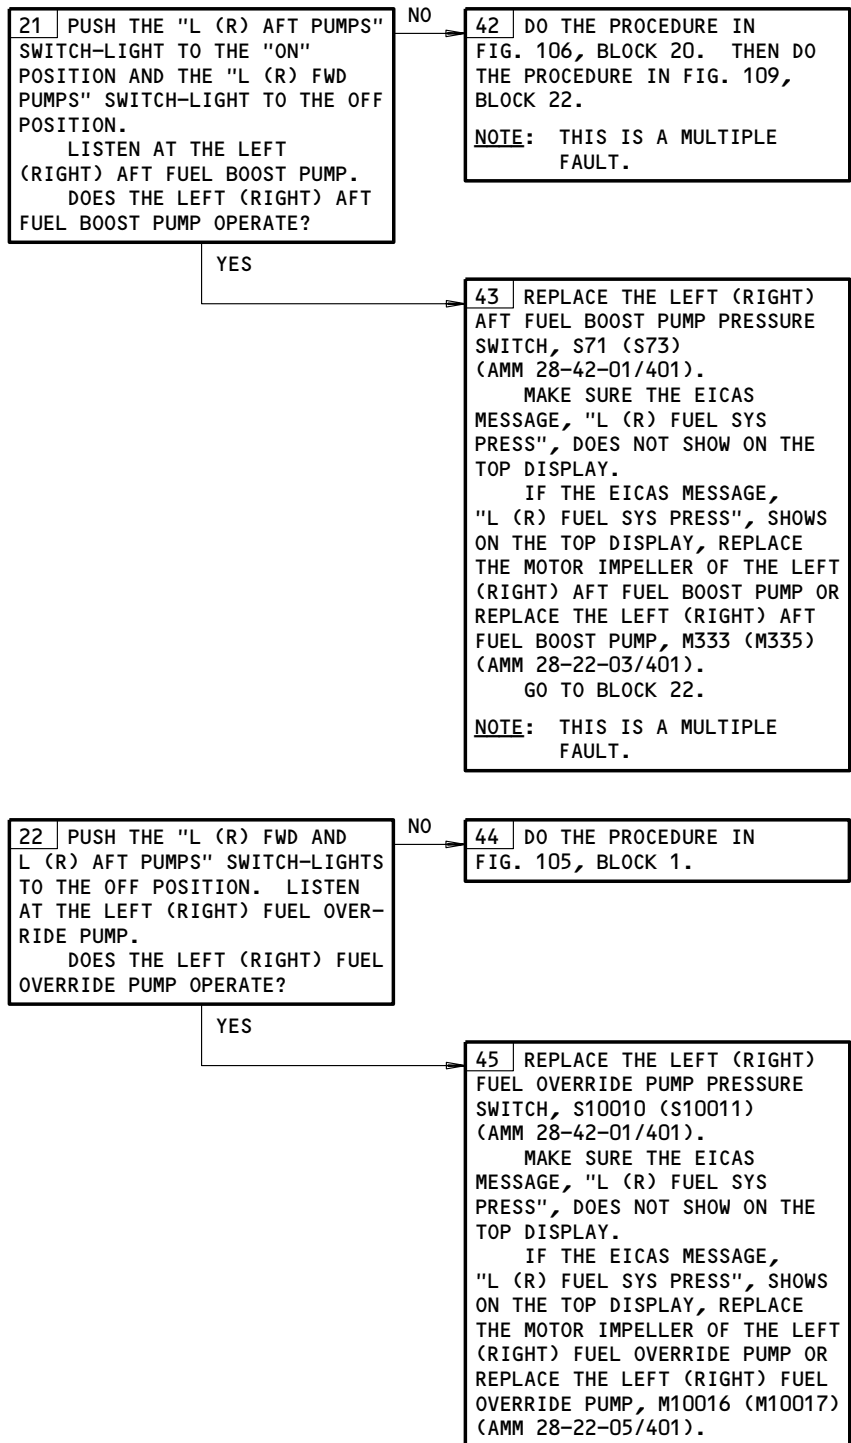 21 PUSH THE "L (R) AFT PUMPS"
SWITCH-LIGHT TO THE "ON"
POSITION AND THE "L (R) FWD
PUMPS" SWITCH-LIGHT TO THE OFF
POSITION.
LISTEN AT THE LEFT
(RIGHT) AFT FUEL BOOST PUMP.
DOES THE LEFT (RIGHT) AFT
FUEL BOOST PUMP OPERATE?
NO
42 DO THE PROCEDURE IN
FIG. 106, BLOCK 20. THEN DO
THE PROCEDURE IN FIG. 109,
BLOCK 22.
NOTE: THIS IS A MULTIPLE
FAULT.
YES
43 REPLACE THE LEFT (RIGHT)
AFT FUEL BOOST PUMP PRESSURE
SWITCH, S71 (S73)
(AMM 28-42-01/401).
MAKE SURE THE EICAS
MESSAGE, "L (R) FUEL SYS
PRESS", DOES NOT SHOW ON THE
TOP DISPLAY.
IF THE EICAS MESSAGE,
"L (R) FUEL SYS PRESS", SHOWS
ON THE TOP DISPLAY, REPLACE
THE MOTOR IMPELLER OF THE LEFT
(RIGHT) AFT FUEL BOOST PUMP OR
REPLACE THE LEFT (RIGHT) AFT
FUEL BOOST PUMP, M333 (M335)
(AMM 28-22-03/401).
GO TO BLOCK 22.
NOTE: THIS IS A MULTIPLE
FAULT.
22 PUSH THE "L (R) FWD AND
L (R) AFT PUMPS" SWITCH-LIGHTS
TO THE OFF POSITION. LISTEN
AT THE LEFT (RIGHT) FUEL OVER-
RIDE PUMP.
DOES THE LEFT (RIGHT) FUEL
OVERRIDE PUMP OPERATE?
NO
44 DO THE PROCEDURE IN
FIG. 105, BLOCK 1.
YES
45 REPLACE THE LEFT (RIGHT)
FUEL OVERRIDE PUMP PRESSURE
SWITCH, S10010 (S10011)
(AMM 28-42-01/401).
MAKE SURE THE EICAS
MESSAGE, "L (R) FUEL SYS
PRESS", DOES NOT SHOW ON THE
TOP DISPLAY.
IF THE EICAS MESSAGE,
"L (R) FUEL SYS PRESS", SHOWS
ON THE TOP DISPLAY, REPLACE
THE MOTOR IMPELLER OF THE LEFT
(RIGHT) FUEL OVERRIDE PUMP OR
REPLACE THE LEFT (RIGHT) FUEL
OVERRIDE PUMP, M10016 (M10017)
(AMM 28-22-05/401).